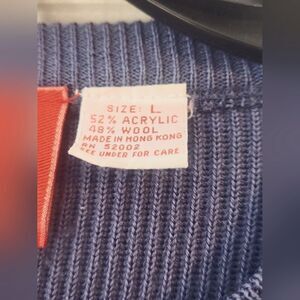 SIZE: L
52% ACRYLIC
48% WOOL
MADE IN HONG KONG
RN 52002
SEE UNDER FOR CARE